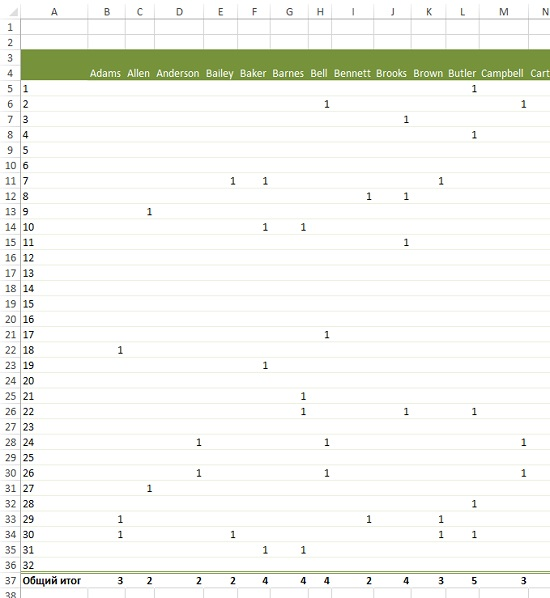 A B C D E F G H I J K L M N
1
2
3
4 Adams Allen Anderson Bailey Baker Barnes Bell Bennett Brooks Brown Butler Campbell Cart
5 1 1
6 2 1 1
7 3 1
8 4 1
9 5
10 6
11 7 1 1 1
12 8 1 1
13 9 1
14 10 1 1
15 11 1
16 12
17 13
18 14
19 15
20 16
21 17 1
22 18 1
23 19 1
24 20
25 21 1
26 22 1 1 1
27 23
28 24 1 1 1
29 25
30 26 1 1 1
31 27 1
32 28 1
33 29 1 1 1
34 30 1 1 1 1
35 31 1 1
36 32
37 Общий итог 3 2 2 2 4 4 4 2 4 3 5 3
38